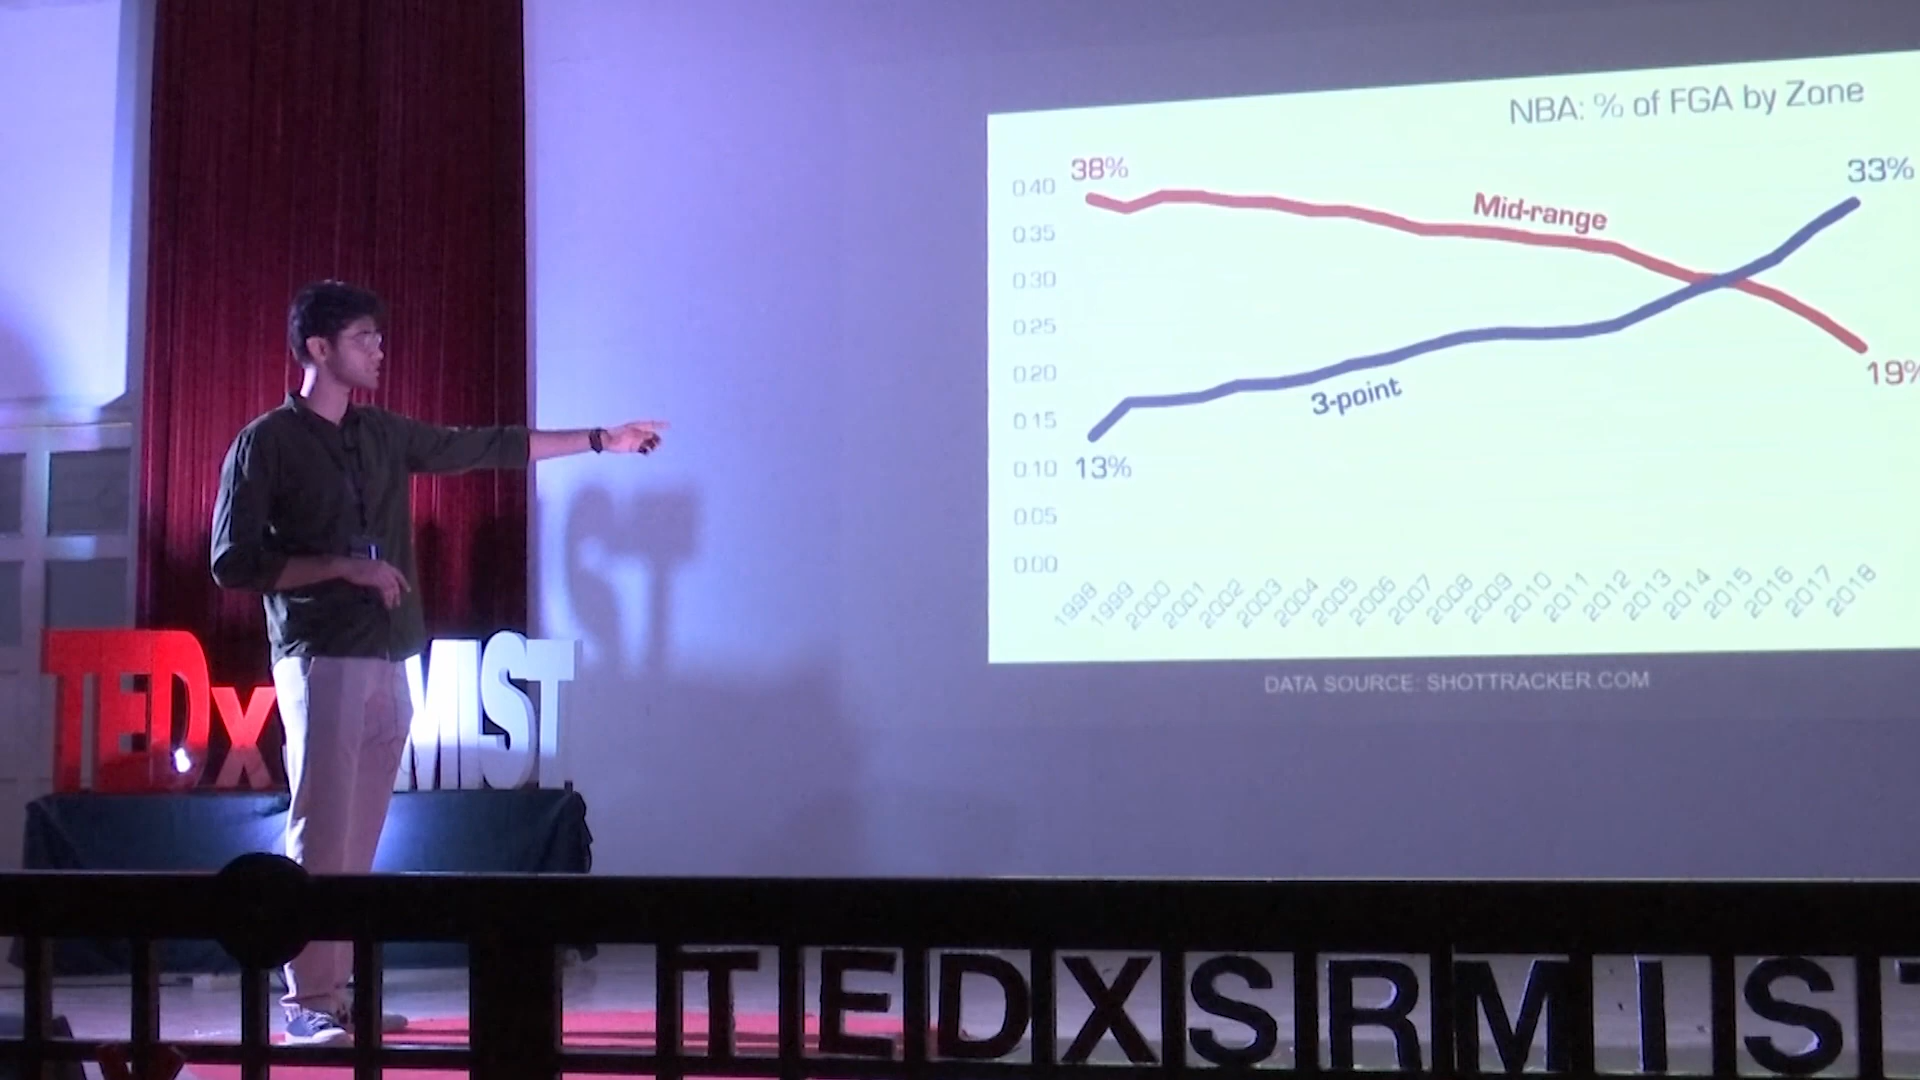 NBA: % of FGA by Zone
38%
33%
0.40
Mid-range
0.35
0.30
0.25
0.20
19%
3-point
0.15
0.10 13%
0.05
0.00
1998 1999 2000 2001 2002 2003 2004 2005 2006 2007 2008 2009 2010 2011 2012 2013 2014 2015 2016 2017 2018
DATA SOURCE: SHOTTRACKER.COM
TEDx MIST
TEDXSRMIS